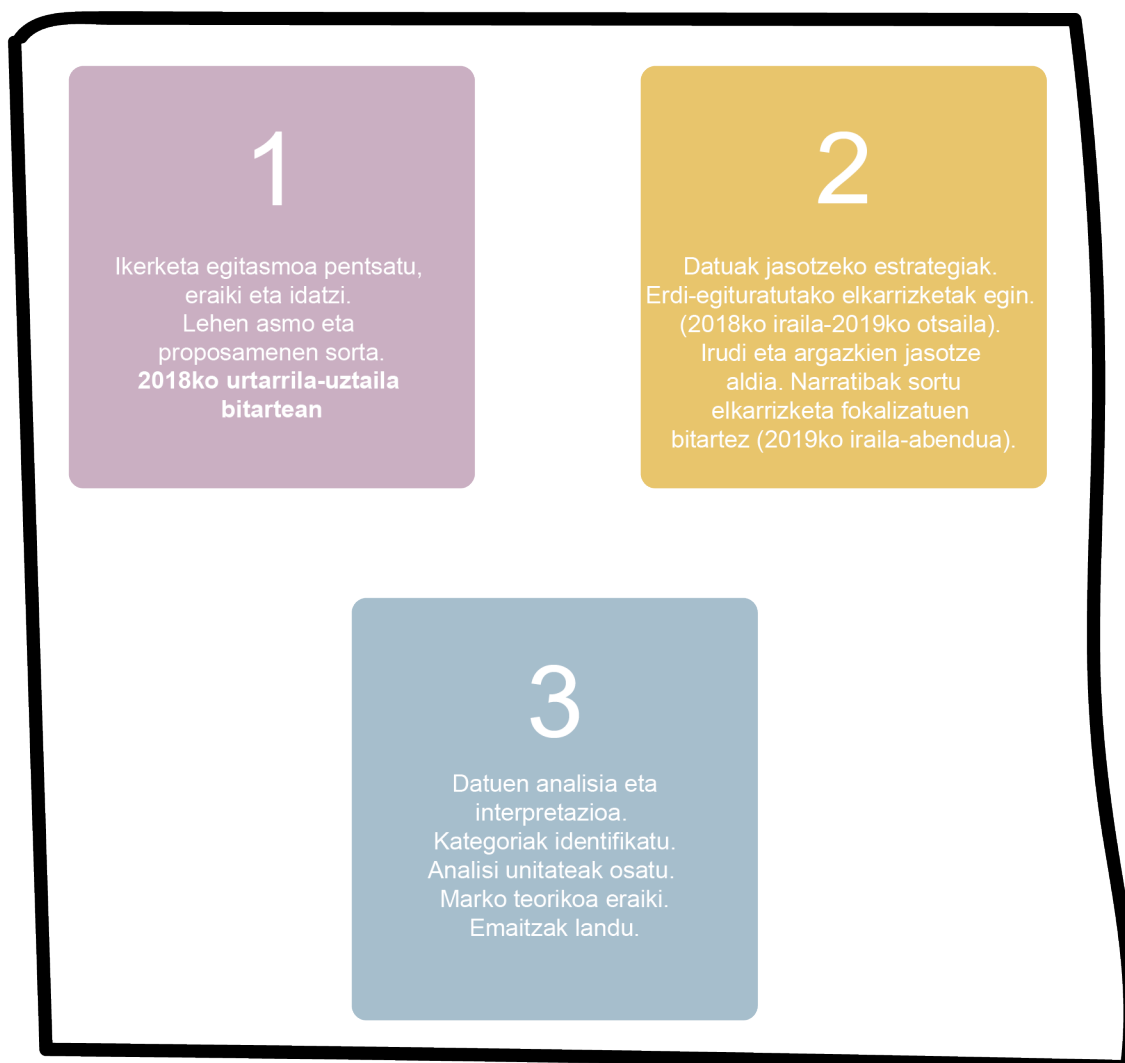 1
Ikerketa egitasmoa pentsatu,
eraiki eta idatzi.
Lehen asmo eta
proposamenen sorta.
2018ko urtarrila-uztaila
bitartean
2
Datuak jasotzeko estrategiak.
Erdi-egituratutako elkarrizketak egin.
(2018ko iraila-2019ko otsaila).
Irudi eta argazkien jasotze
aldia. Narratibak sortu
elkarrizketa fokalizatuen
bitartez (2019ko iraila-abendua).
3
Datuen analisia eta
interpretazioa.
Kategoriak identifikatu.
Analisi unitateak osatu.
Marko teorikoa eraiki.
Emaitzak landu.